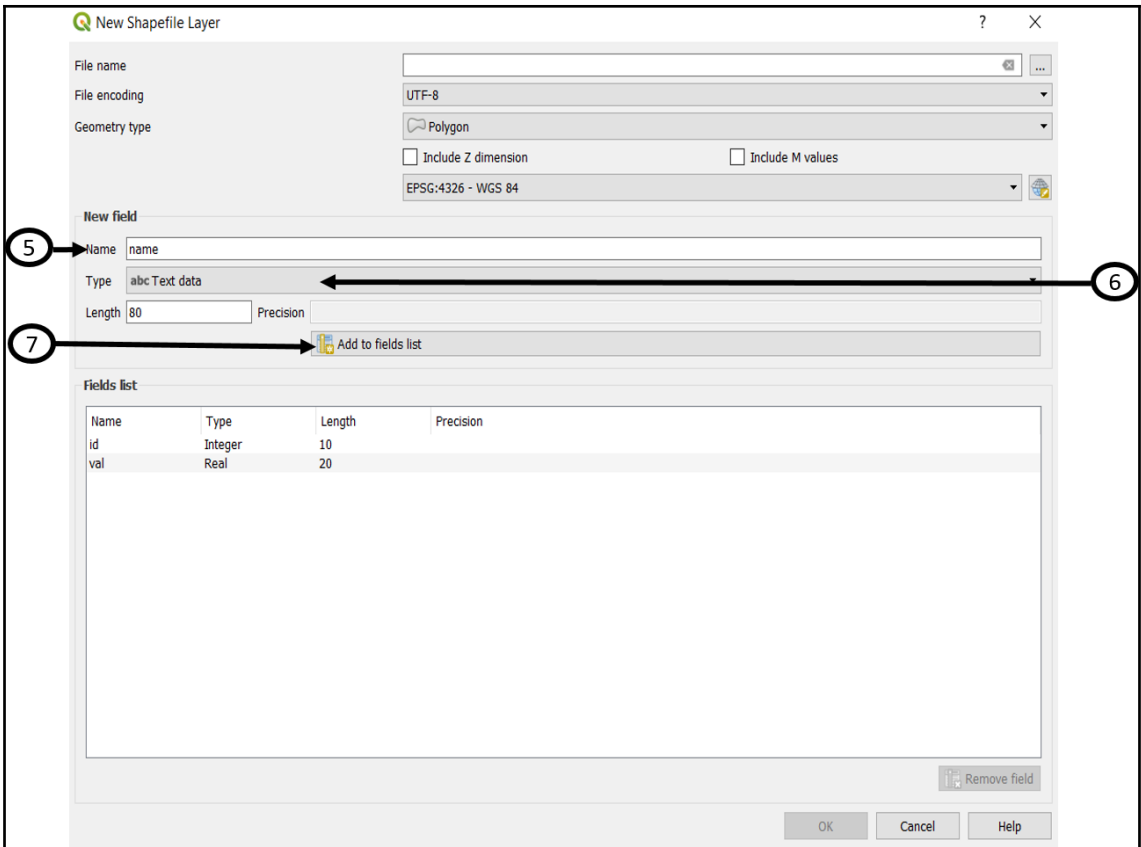 New Shapefile Layer ?
File name ...
File encoding UTF-8
Geometry type Polygon
Include Z dimension Include M values
EPSG:4326 - WGS 84
New field
5 Name name
Type abc Text data 6
Length 80 Precision
7 Add to fields list
Fields list
Name Type Length Precision
id Integer 10
val Real 20
Remove field
OK Cancel Help